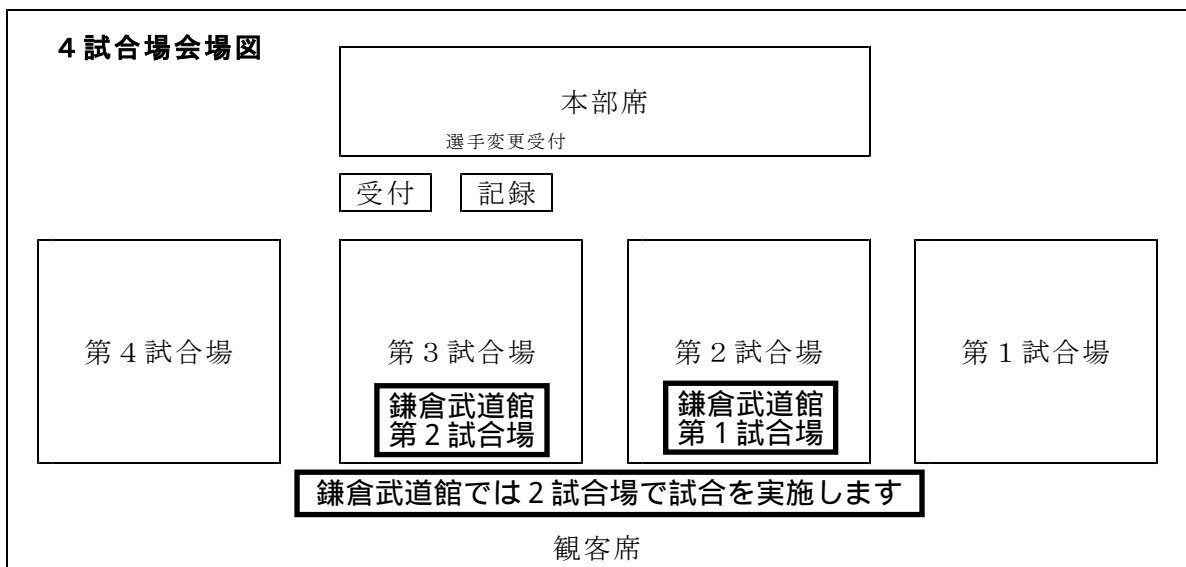 ４試合場会場図
本部席
選手変更受付
受付
記録
第４試合場
第３試合場
第２試合場
第１試合場
鎌倉武道館
第２試合場
鎌倉武道館
第１試合場
鎌倉武道館では２試合場で試合を実施します
観客席